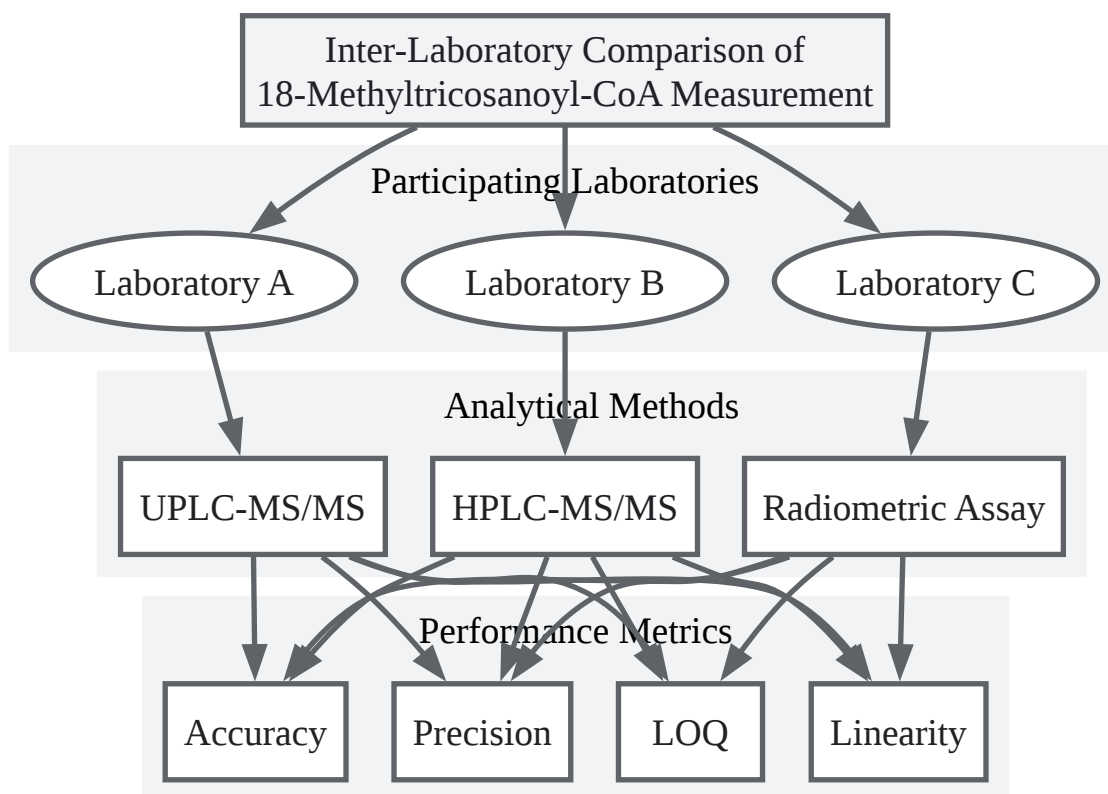 Inter-Laboratory Comparison of
18-Methyltricosanoyl-CoA Measurement
Participating Laboratories
Laboratory A
Laboratory B
Laboratory C
Analytical Methods
UPLC-MS/MS
HPLC-MS/MS
Radiometric Assay
Performance Metrics
Accuracy
Precision
LOQ
Linearity